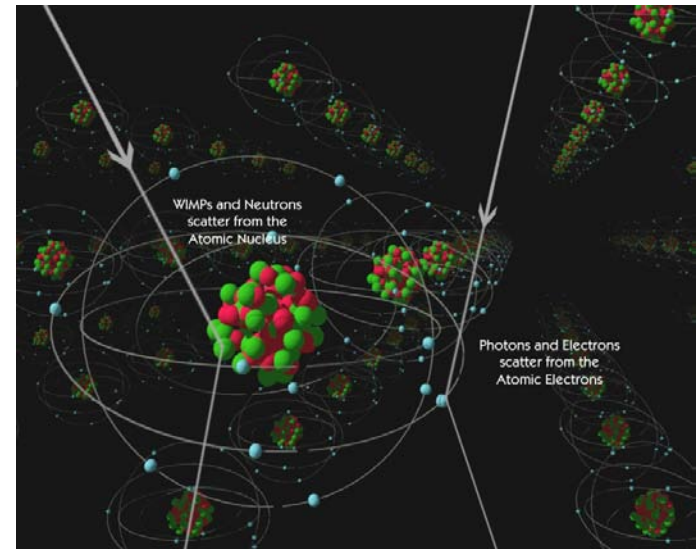 WIMPs and Neutrons
scatter from the
Atomic Nucleus
Photons and Electrons
scatter from the
Atomic Electrons